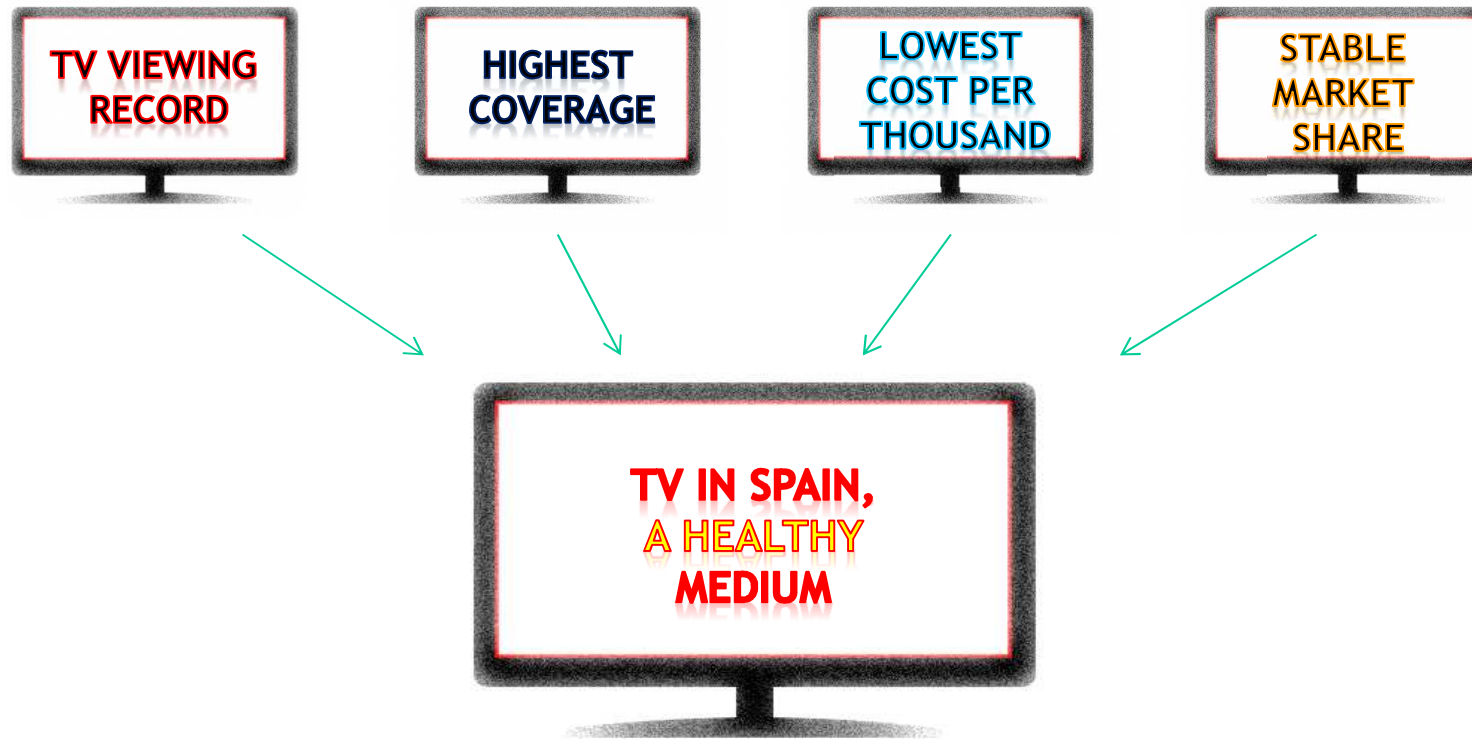 TV VIEWING
RECORD
HIGHEST
COVERAGE
LOWEST
COST PER
THOUSAND
STABLE
MARKET
SHARE
TV IN SPAIN,
A HEALTHY
MEDIUM